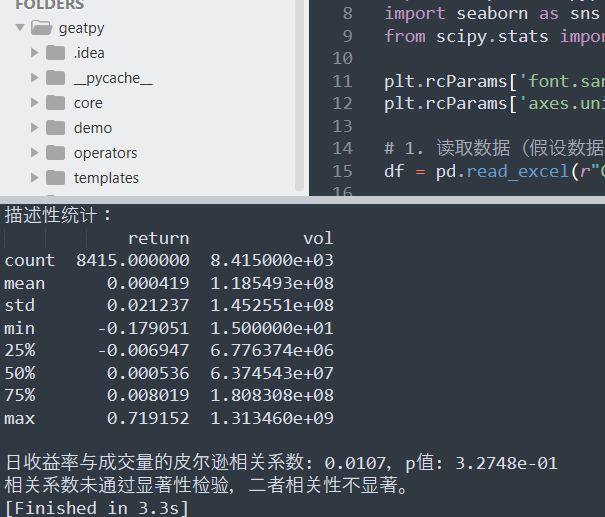 FOLDERS
geatpy
.idea
__pycache__
core
demo
operators
templates
8 import seaborn as sns
9 from scipy.stats impor
10
11 plt.rcParams['font.san
12 plt.rcParams['axes.uni
13
14 # 1. 读取数据（假设数据
15 df = pd.read_excel(r"
16
描述性统计：
return vol
count 8415.000000 8.415000e+03
mean 0.000419 1.185493e+08
std 0.021237 1.452551e+08
min -0.179051 1.500000e+01
25% -0.006947 6.776374e+06
50% 0.000536 6.374543e+07
75% 0.008019 1.808308e+08
max 0.719152 1.313460e+09
日收益率与成交量的皮尔逊相关系数: 0.0107, p值: 3.2748e-01
相关系数未通过显著性检验, 二者相关性不显著。
[Finished in 3.3s]